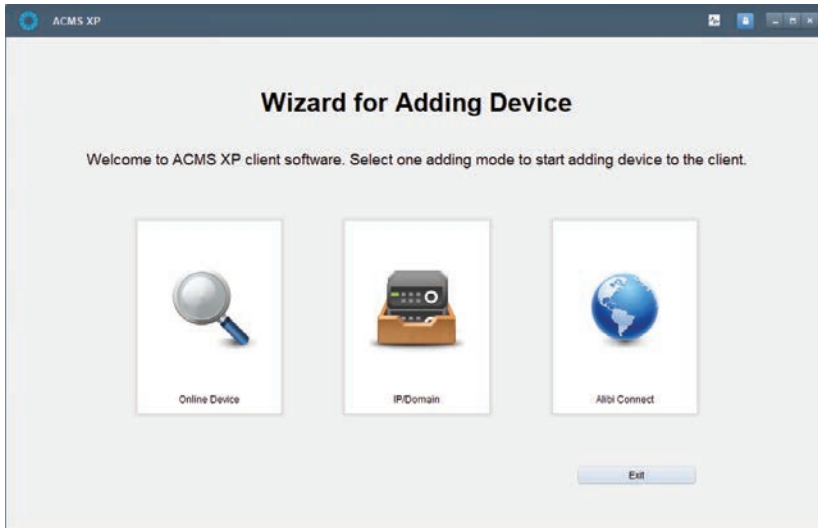 ACMS XP
Wizard for Adding Device
Welcome to ACMS XP client software. Select one adding mode to start adding device to the client.
Online Device
IP/Domain
Alibi Connect
Exit